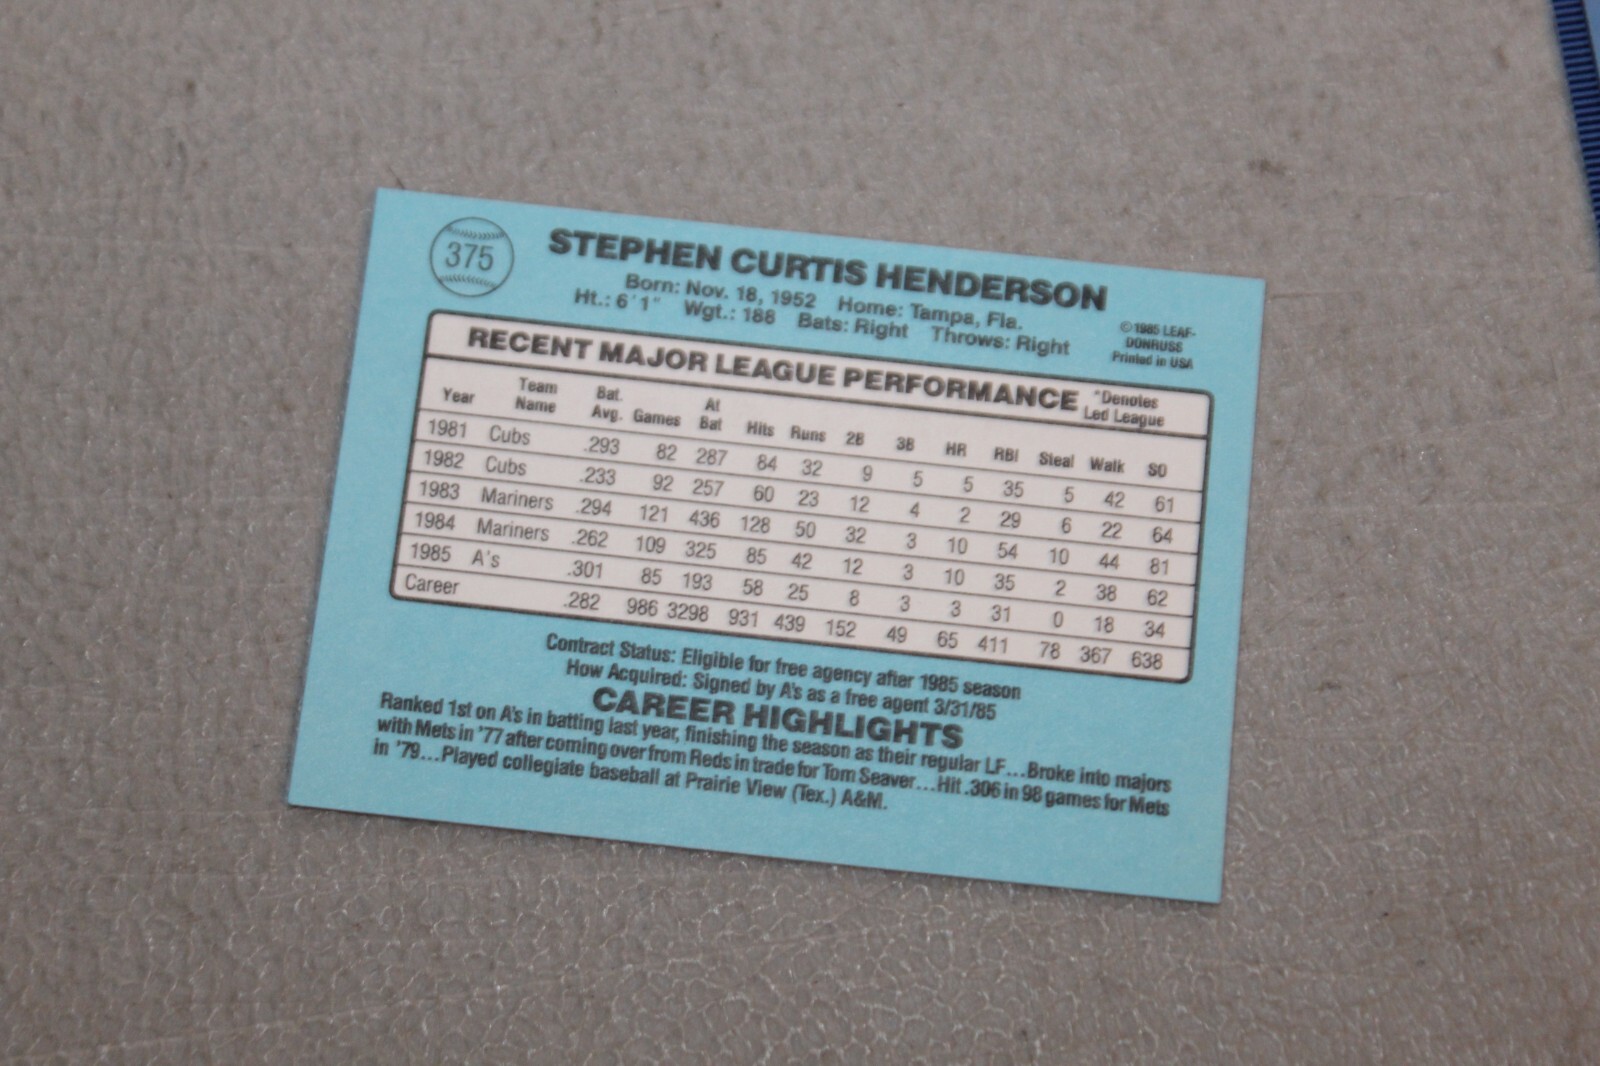 375
STEPHEN CURTIS HENDERSON
Born: Nov. 18, 1952 Home: Tampa, Fla.
Ht.: 6'1" Wgt.: 188 Bats: Right Throws: Right
© 1985 LEAF-
DONRUSS
Printed in USA
RECENT MAJOR LEAGUE PERFORMANCE
*Denotes
Led League
Year Team Name Bat. Avg. Games At Bat Hits Runs 2B 3B HR RBI Steal Walk SO
1981 Cubs .293 82 287 84 32 9 5 5 35 5 42 61
1982 Cubs .233 92 257 60 23 12 4 2 29 6 22 64
1983 Mariners .294 121 436 128 50 32 3 10 54 10 44 81
1984 Mariners .262 109 325 85 42 12 3 10 35 2 38 62
1985 A's .301 85 193 58 25 8 3 3 31 0 18 34
Career .282 986 3298 931 439 152 49 65 411 78 367 638
Contract Status: Eligible for free agency after 1985 season
How Acquired: Signed by A's as a free agent 3/31/85
CAREER HIGHLIGHTS
Ranked 1st on A's in batting last year, finishing the season as their regular LF...Broke into majors
with Mets in '77 after coming over from Reds in trade for Tom Seaver...Hit .306 in 98 games for Mets
in '79...Played collegiate baseball at Prairie View (Tex.) A&M.